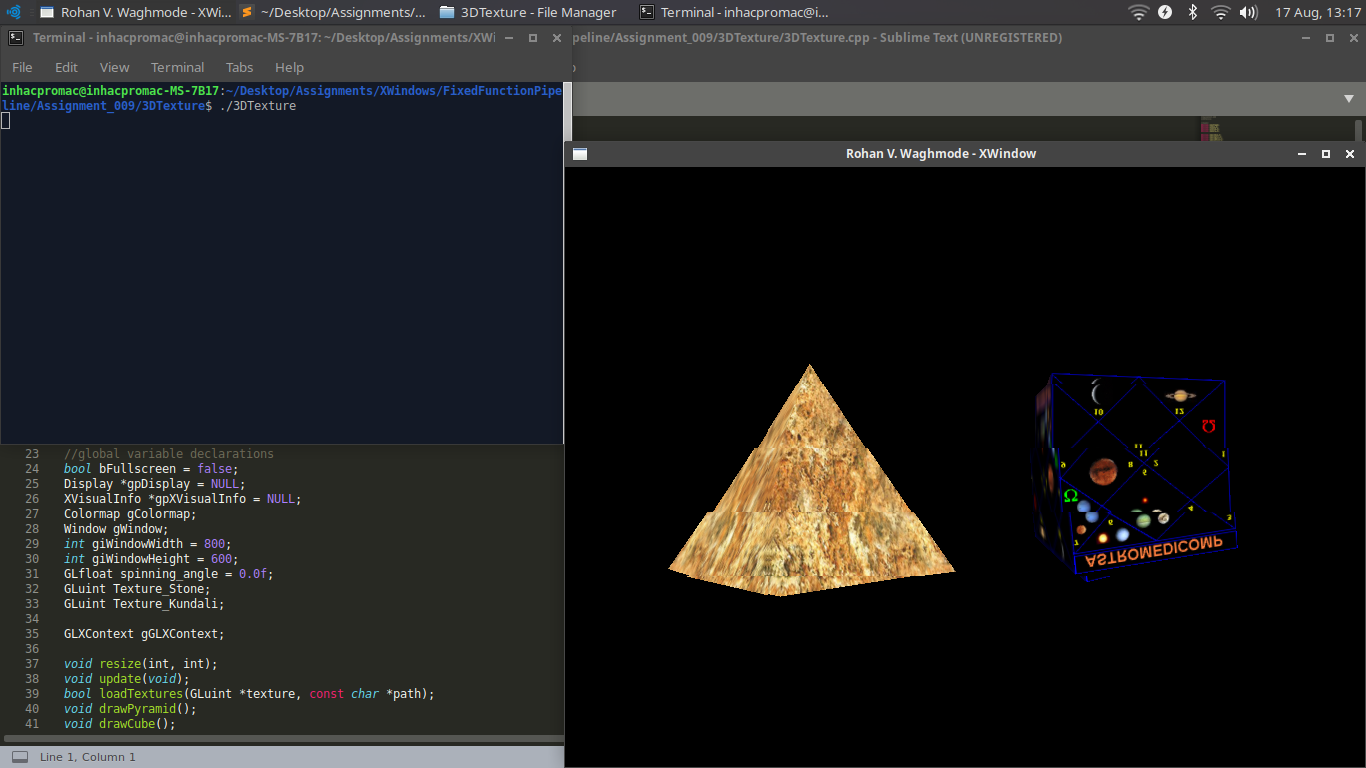 Rohan V. Waghmode - XWi...
~/Desktop/Assignments/...
3DTexture - File Manager
Terminal - inhacpromac@i...
17 Aug, 13:17
Terminal - inhacpromac@inhacpromac-MS-7B17: ~/Desktop/Assignments/XWi
peline/Assignment_009/3DTexture/3DTexture.cpp - Sublime Text (UNREGISTERED)
File Edit View Terminal Tabs Help
inhacpromac@inhacpromac-MS-7B17:~/Desktop/Assignments/XWindows/FixedFunctionPipe
line/Assignment_009/3DTexture$ ./3DTexture
Rohan V. Waghmode - XWindow
10
12
Ω
11
11
9
8
2
5
1
Ω
6
4
3
7
ASTROMEDICOMP
23 //global variable declarations
24 bool bFullscreen = false;
25 Display *gpDisplay = NULL;
26 XVisualInfo *gpXVisualInfo = NULL;
27 Colormap gColormap;
28 Window gWindow;
29 int giWindowWidth = 800;
30 int giWindowHeight = 600;
31 GLfloat spinning_angle = 0.0f;
32 GLuint Texture_Stone;
33 GLuint Texture_Kundali;
34
35 GLXContext gGLXContext;
36
37 void resize(int, int);
38 void update(void);
39 bool loadTextures(GLuint *texture, const char *path);
40 void drawPyramid();
41 void drawCube();
Line 1, Column 1